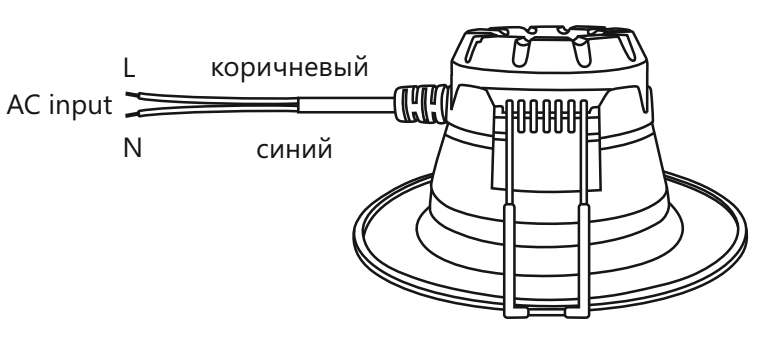 L
коричневый
AC input
N
синий